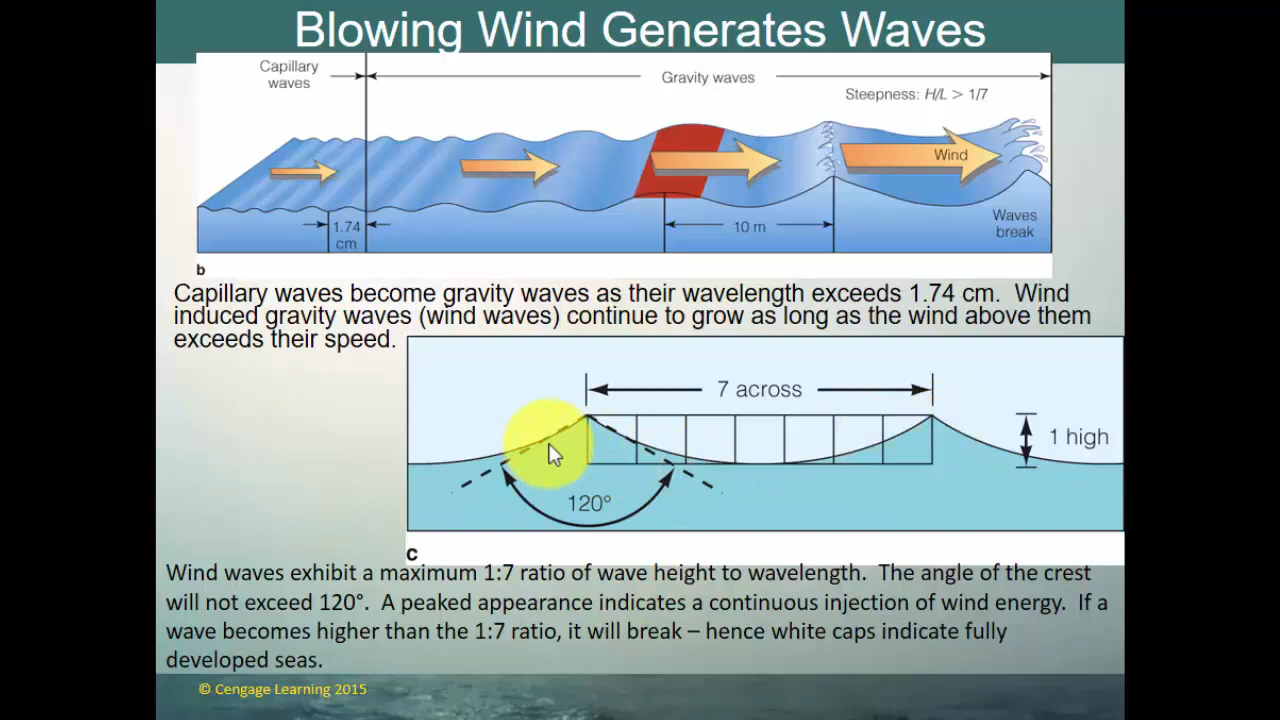 Blowing Wind Generates Waves
Capillary
waves
Gravity waves
Steepness: H/L > 1/7
Wind
1.74
cm
10 m
Waves
break
b
Capillary waves become gravity waves as their wavelength exceeds 1.74 cm. Wind
induced gravity waves (wind waves) continue to grow as long as the wind above them
exceeds their speed.
7 across
1 high
120°
c
Wind waves exhibit a maximum 1:7 ratio of wave height to wavelength. The angle of the crest
will not exceed 120°. A peaked appearance indicates a continuous injection of wind energy. If a
wave becomes higher than the 1:7 ratio, it will break – hence white caps indicate fully
developed seas.
© Cengage Learning 2015